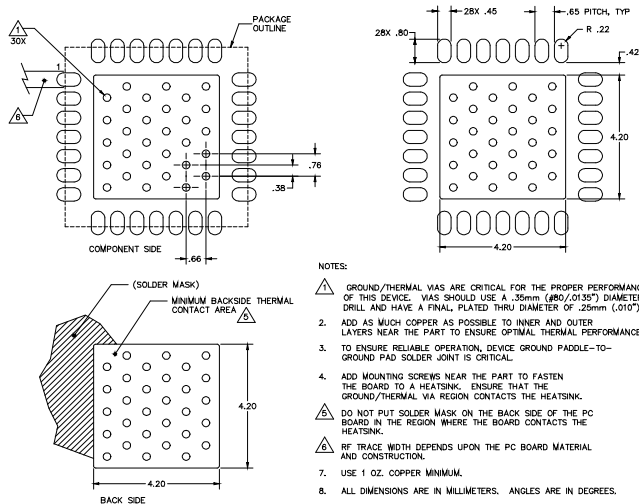 1
30X
PACKAGE
OUTLINE
1
6
.76
.38
.66
COMPONENT SIDE
28X .45
.65 PITCH, TYP
28X .80
R .22
.42
4.20
4.20
(SOLDER MASK)
MINIMUM BACKSIDE THERMAL
CONTACT AREA 5
4.20
4.20
BACK SIDE
NOTES:
1 GROUND/THERMAL VIAS ARE CRITICAL FOR THE PROPER PERFORMANC
OF THIS DEVICE. VIAS SHOULD USE A .35mm (#80/.0135") DIAMETE
DRILL AND HAVE A FINAL, PLATED THRU DIAMETER OF .25mm (.010")
2. ADD AS MUCH COPPER AS POSSIBLE TO INNER AND OUTER
LAYERS NEAR THE PART TO ENSURE OPTIMAL THERMAL PERFORMANCE
3. TO ENSURE RELIABLE OPERATION, DEVICE GROUND PADDLE-TO-
GROUND PAD SOLDER JOINT IS CRITICAL.
4. ADD MOUNTING SCREWS NEAR THE PART TO FASTEN
THE BOARD TO A HEATSINK. ENSURE THAT THE
GROUND/THERMAL VIA REGION CONTACTS THE HEATSINK.
5 DO NOT PUT SOLDER MASK ON THE BACK SIDE OF THE PC
BOARD IN THE REGION WHERE THE BOARD CONTACTS THE
HEATSINK.
6 RF TRACE WIDTH DEPENDS UPON THE PC BOARD MATERIAL
AND CONSTRUCTION.
7. USE 1 OZ. COPPER MINIMUM.
8. ALL DIMENSIONS ARE IN MILLIMETERS. ANGLES ARE IN DEGREES.